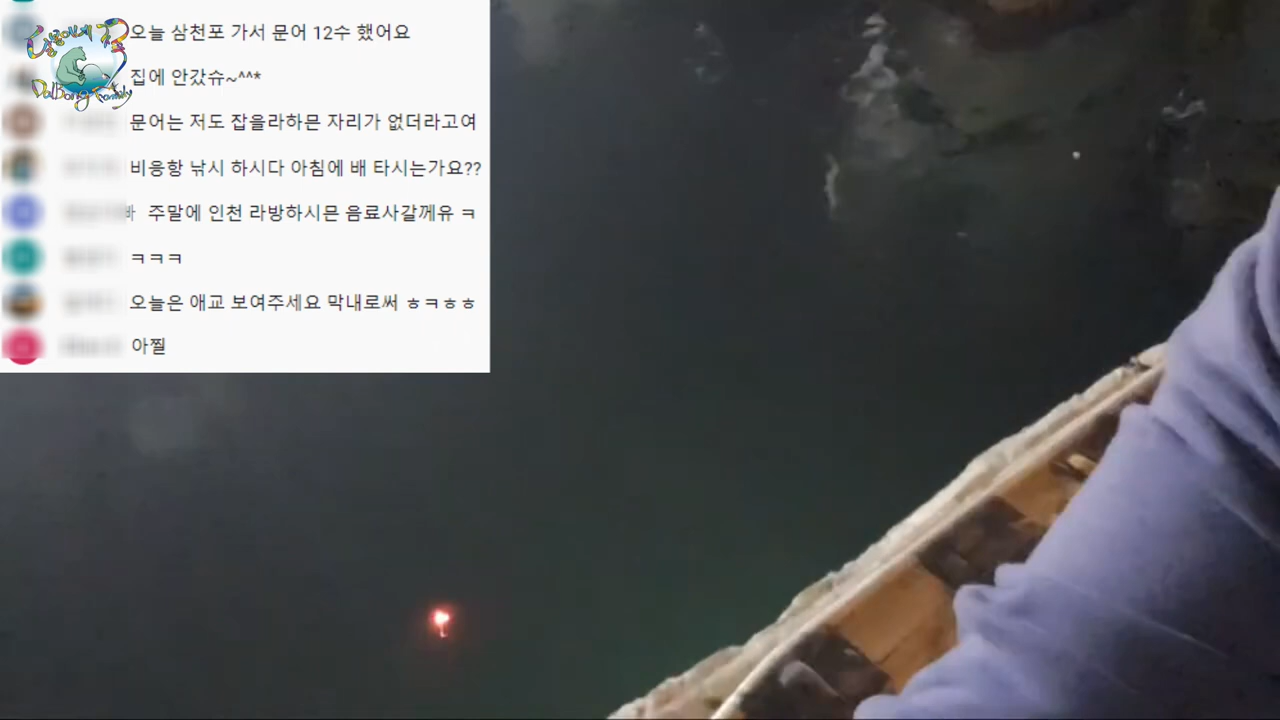 오늘 삼천포 가서 문어 12수 했어요
집에 안갔슈~^^*
문어는 저도 잡을라하믄 자리가 없더라고여
비응항 낚시 하시다 아침에 배 타시는가요??
주말에 인천 라방하시믄 음료사갈께유 ㅋ
ㅋㅋㅋ
오늘은 애교 보여주세요 막내로써 ㅎㅋㅎㅎ
아찔
DalBong Family